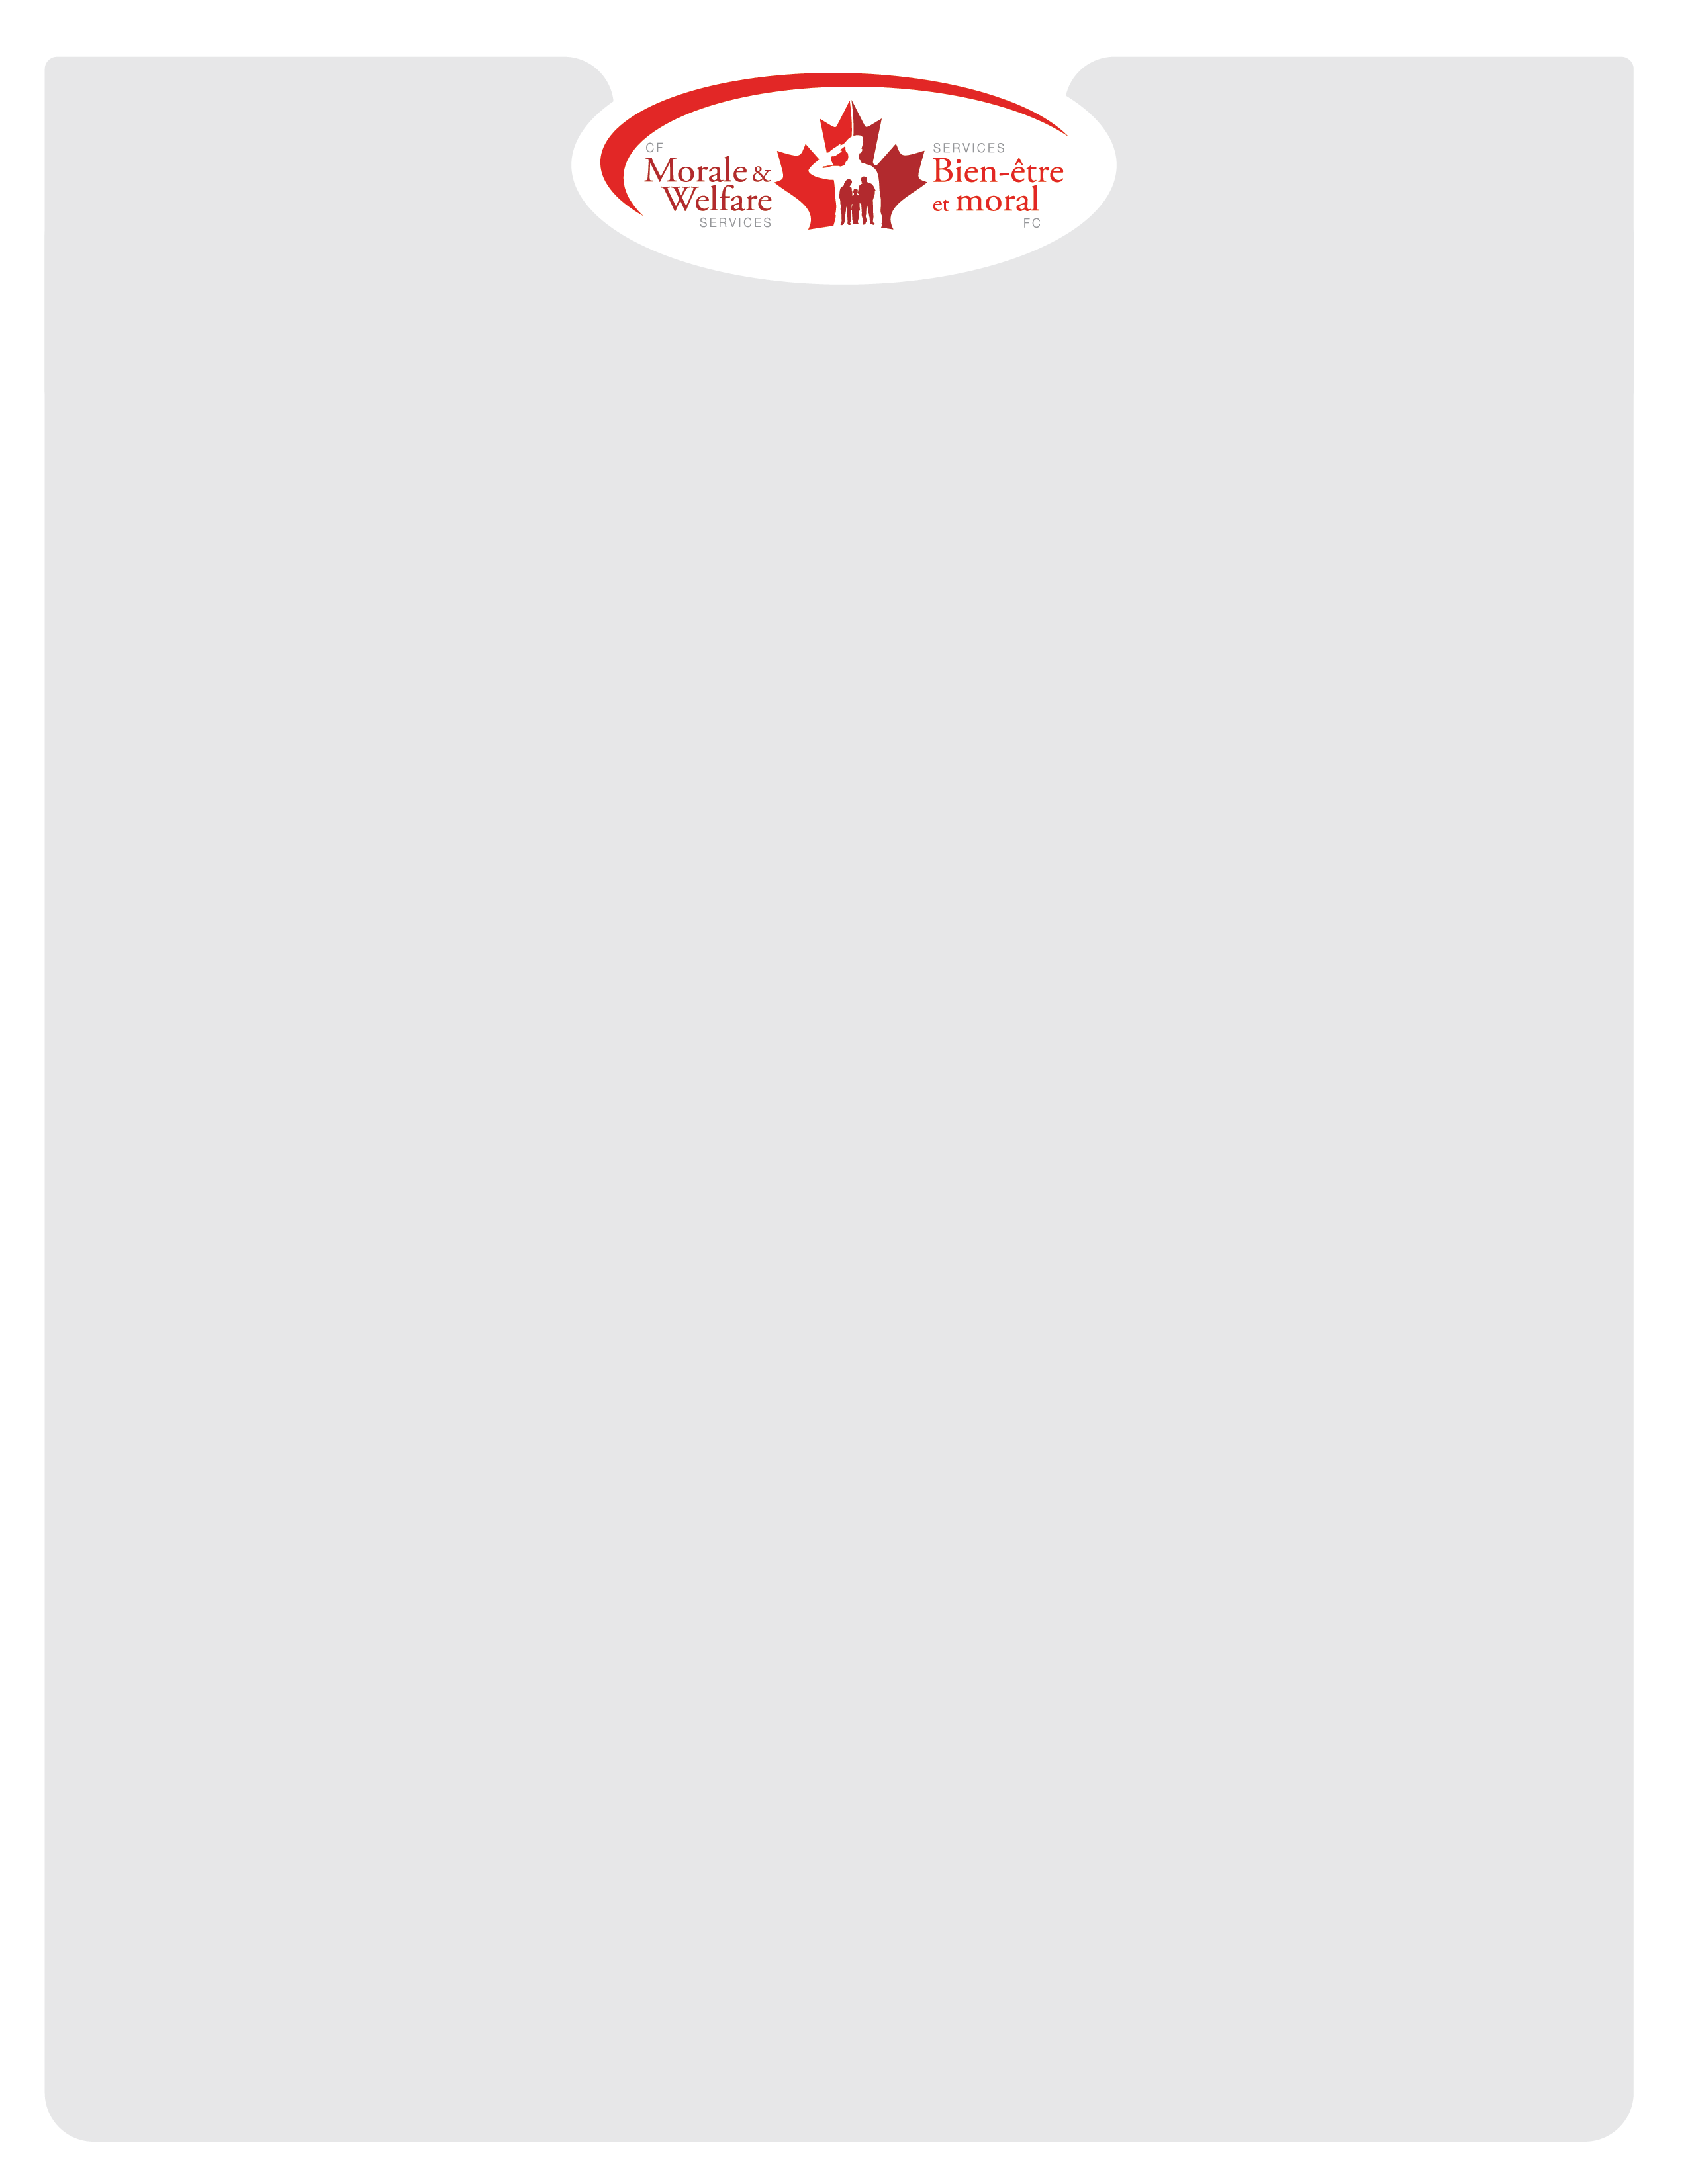 CF
Morale &
Welfare
SERVICES
SERVICES
Bien-être
et moral
FC